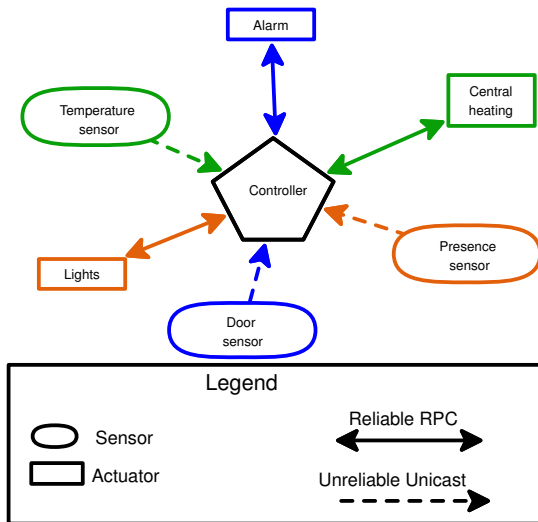 Alarm
Temperature
sensor
Central
heating
Controller
Presence
sensor
Lights
Door
sensor
Legend
Sensor
Actuator
Reliable RPC
Unreliable Unicast